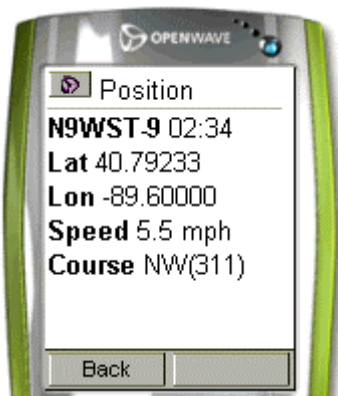 OPENWAVE
Position
N9WST-9 02:34
Lat 40.79233
Lon -89.60000
Speed 5.5 mph
Course NW(311)
Back